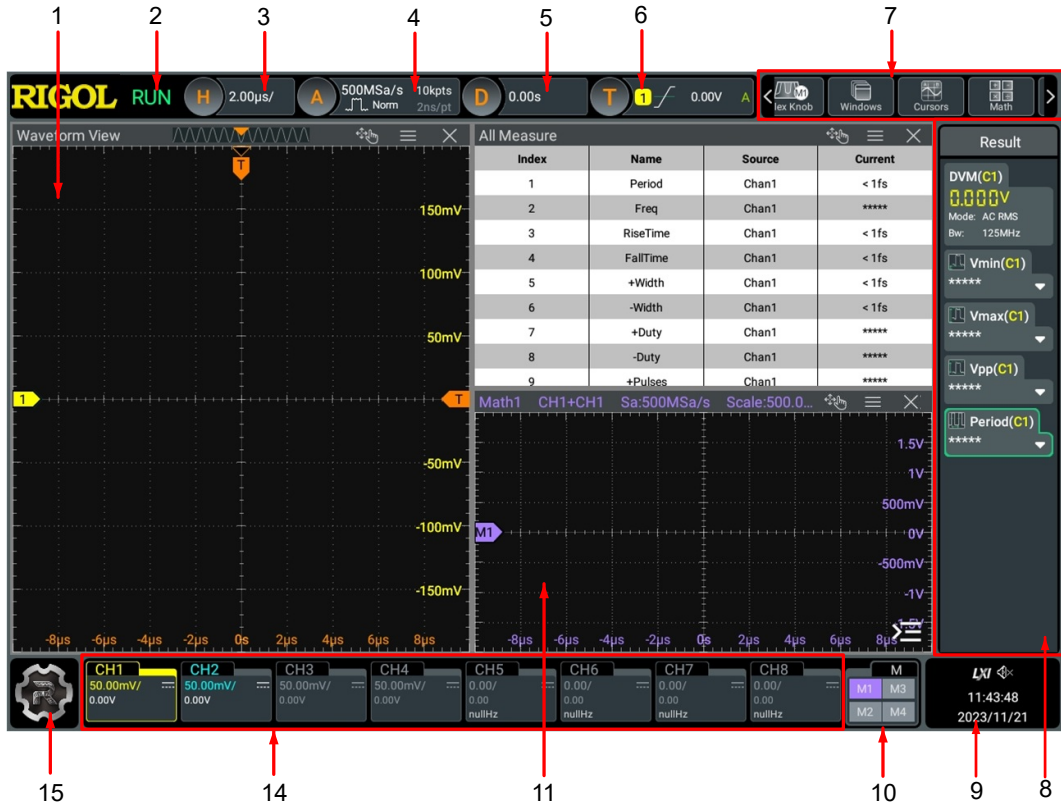 1 2 3 4 5 6 7
RIGOL RUN H 2.00μs/ A 500MSa/s 10kpts Norm 2ns/pt D 0.00s T 1 0.00V A
lex Knob Windows Cursors Math
Waveform View
T
150mV
100mV
50mV
1 T
-50mV
-100mV
-150mV
-8μs -6μs -4μs -2μs 0s 2μs 4μs 6μs 8μs
All Measure
Index Name Source Current
1 Period Chan1 < 1fs
2 Freq Chan1 *****
3 RiseTime Chan1 < 1fs
4 FallTime Chan1 < 1fs
5 +Width Chan1 < 1fs
6 -Width Chan1 < 1fs
7 +Duty Chan1 *****
8 -Duty Chan1 *****
9 +Pulses Chan1 *****
Math1 CH1+CH1 Sa:500MSa/s Scale:500.0...
1.5V
1V
500mV
M1 0V
-500mV
-1V
-8μs -6μs -4μs -2μs 0s 2μs 4μs 6μs
Result
DVM(C1)
0.000V
Mode: AC RMS
Bw: 125MHz
Vmin(C1)
*****
Vmax(C1)
*****
Vpp(C1)
*****
Period(C1)
*****
CH1 CH2 CH3 CH4 CH5 CH6 CH7 CH8 M
50.00mV/ 50.00mV/ 50.00mV/ 50.00mV/ 0.00/ 0.00/ 0.00/ 0.00/
0.00V 0.00V 0.00V 0.00V 0.00 0.00 0.00 0.00
nullHz nullHz nullHz nullHz
M1 M3
M2 M4
LXI
11:43:48
2023/11/21
15 14 11 10 9 8